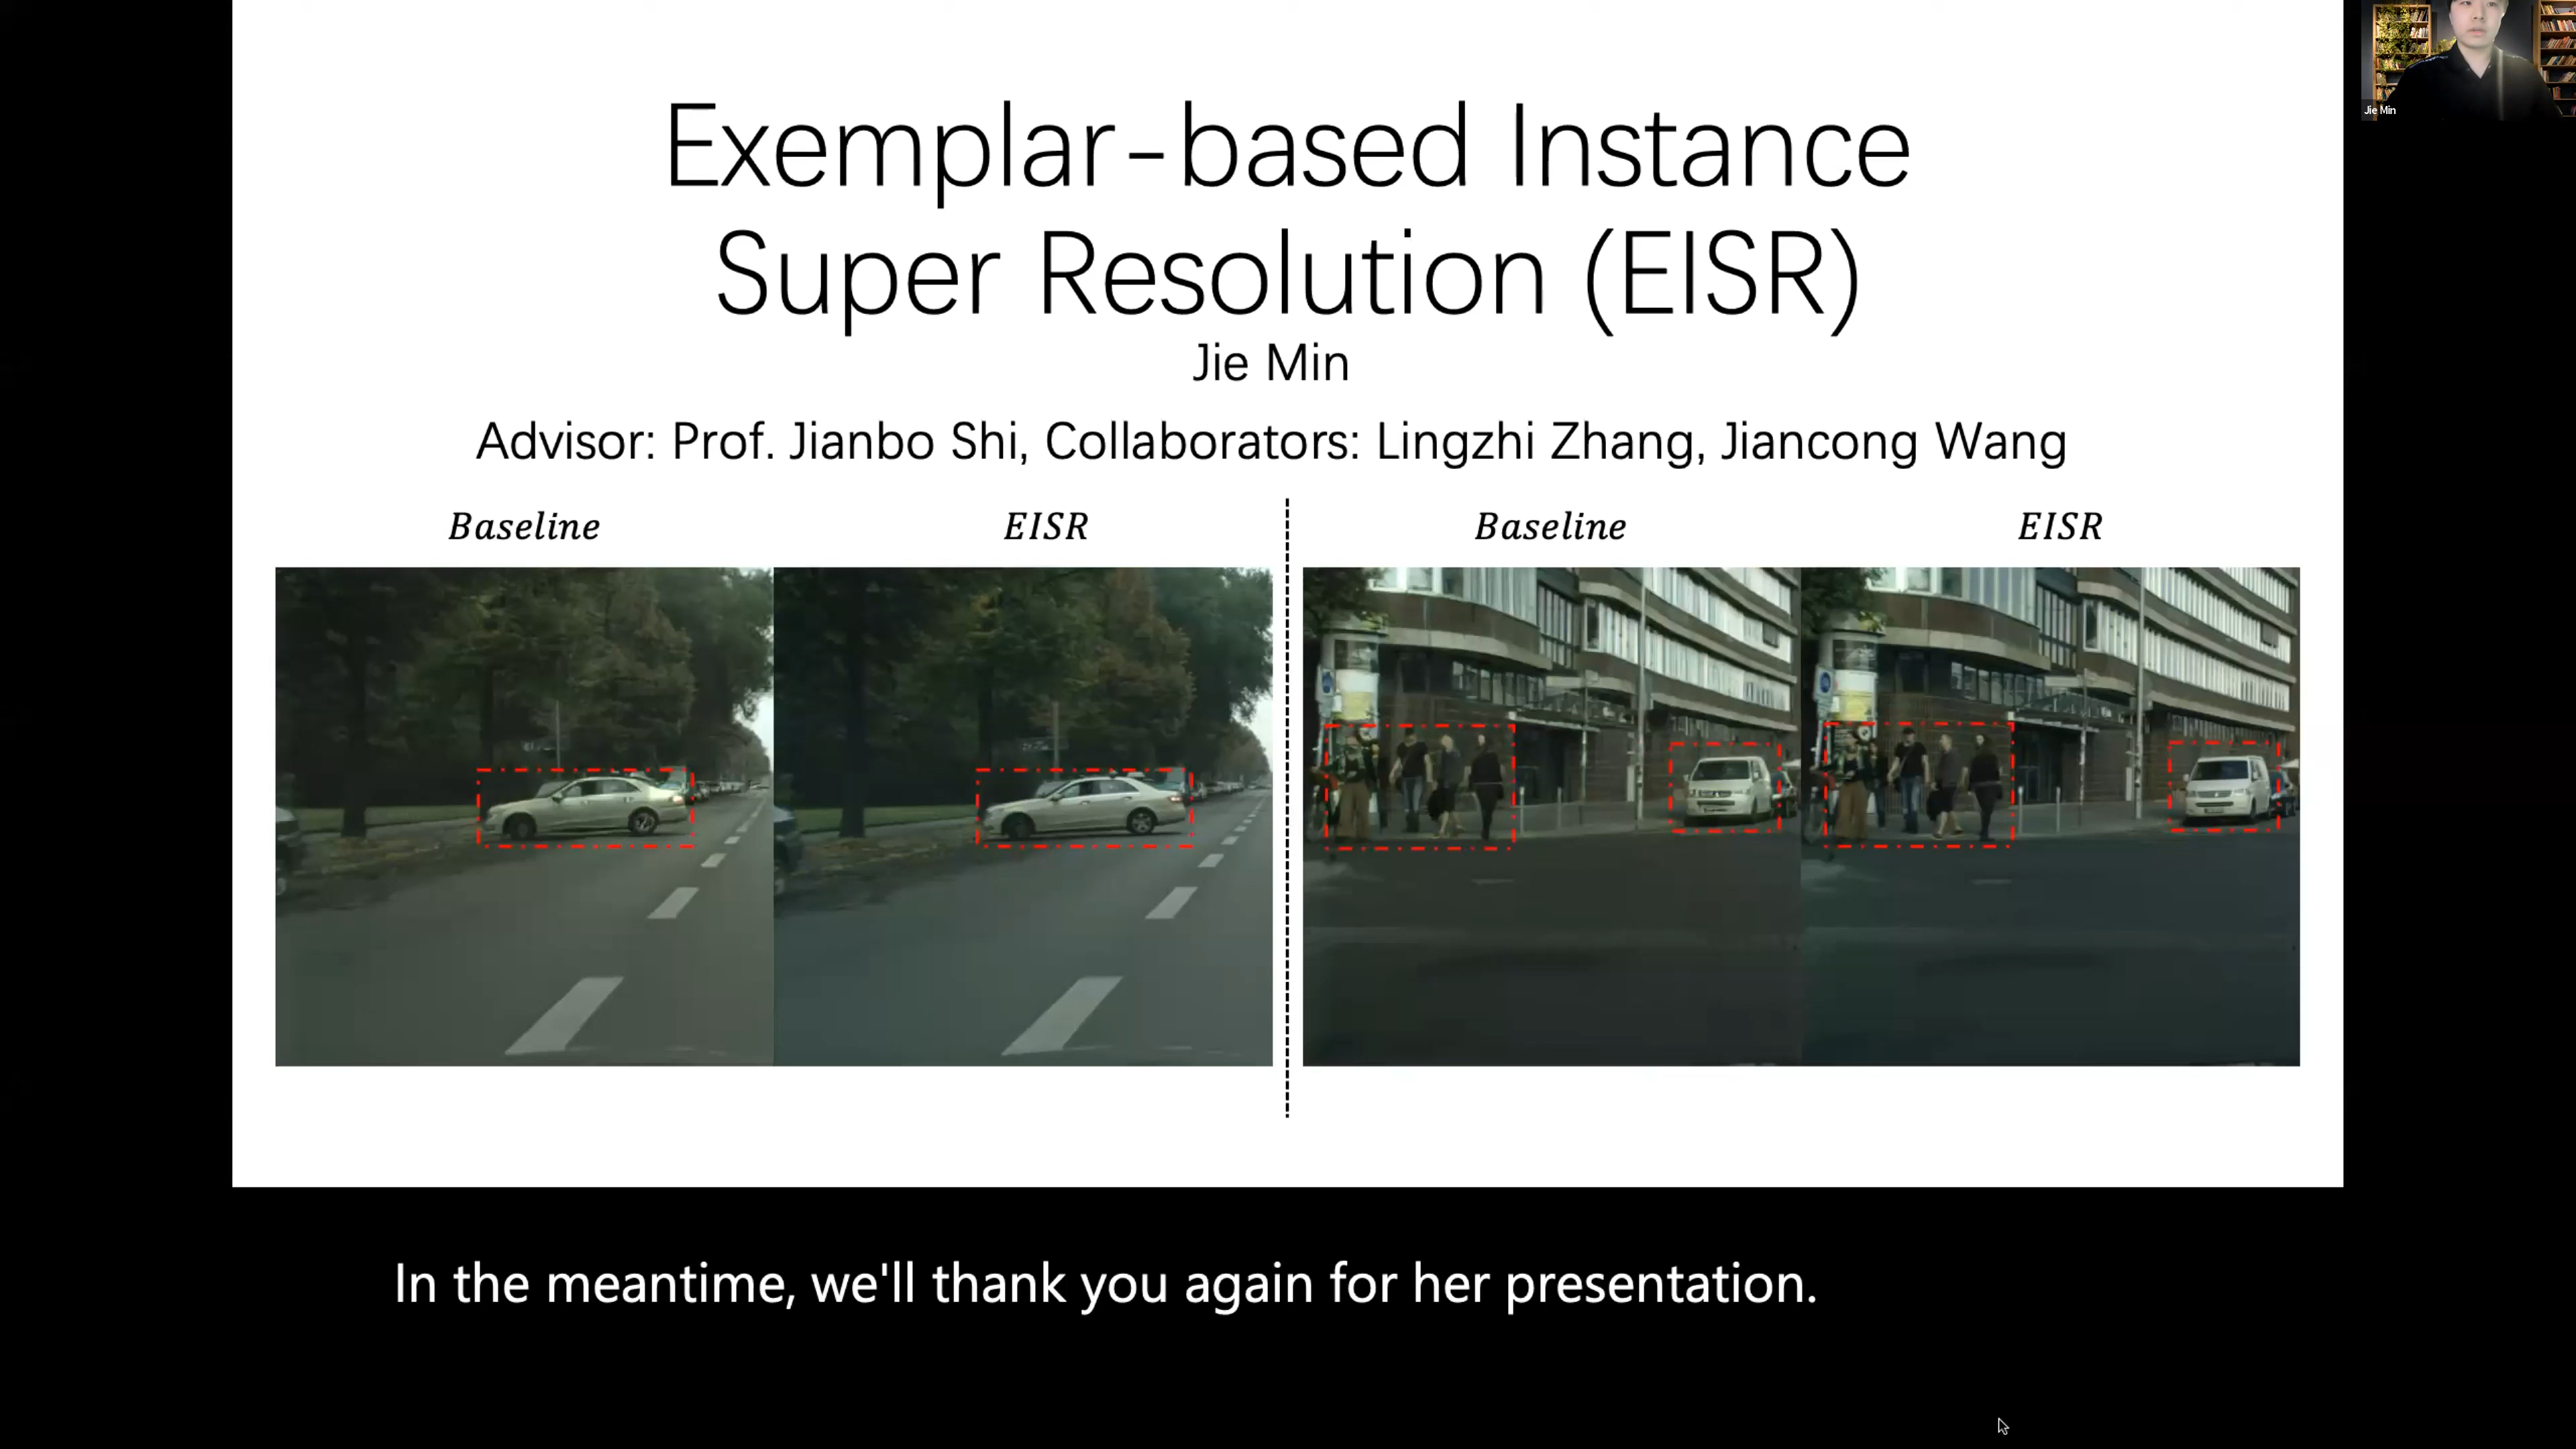 Exemplar-based Instance
Super Resolution (EISR)
Jie Min
Advisor: Prof. Jianbo Shi, Collaborators: Lingzhi Zhang, Jiancong Wang
Baseline
EISR
Baseline
EISR
Jie Min
In the meantime, we'll thank you again for her presentation.